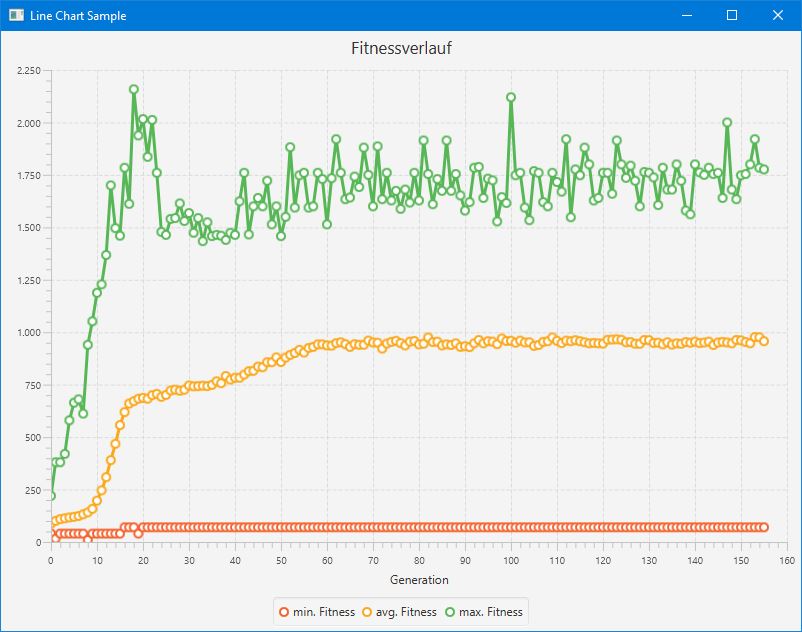 Line Chart Sample
Fitnessverlauf
2.250
2.000
1.750
1.500
1.250
1.000
750
500
250
0
0 10 20 30 40 50 60 70 80 90 100 110 120 130 140 150 160
Generation
min. Fitness avg. Fitness max. Fitness